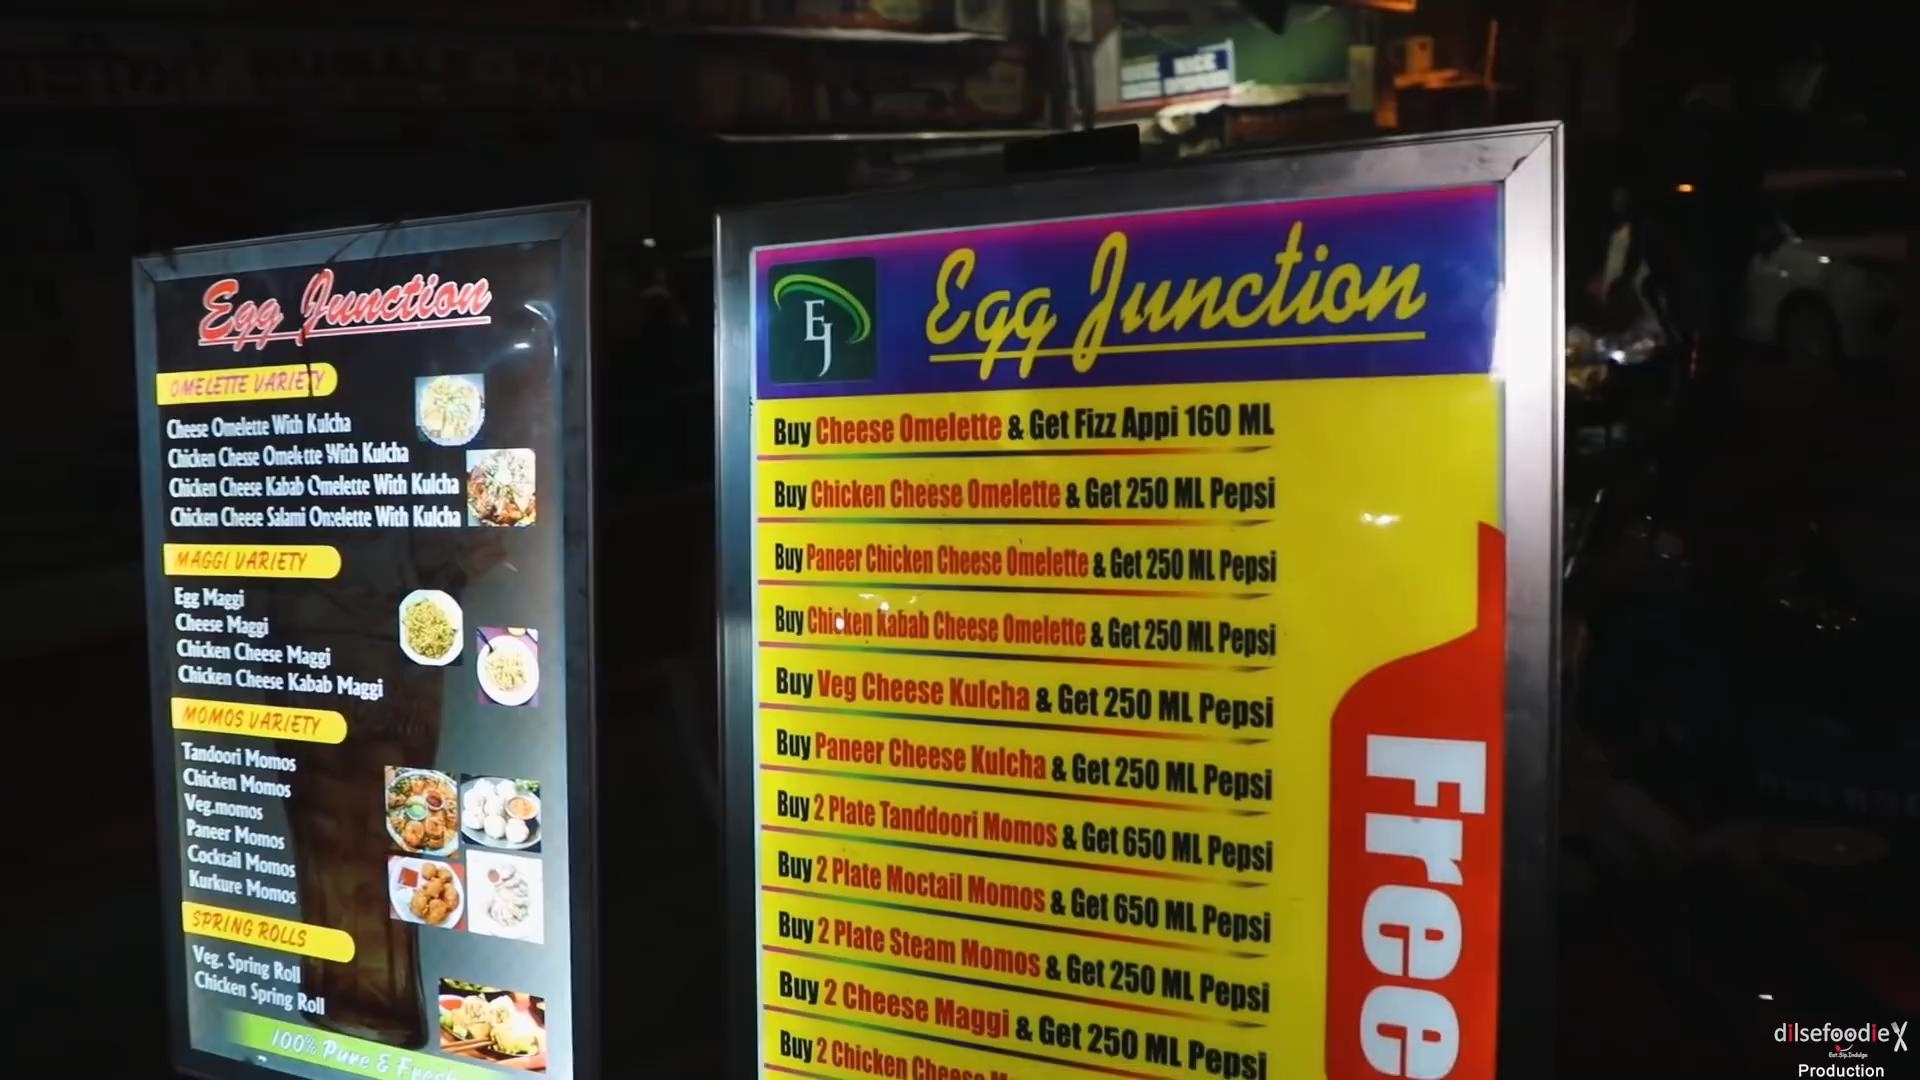 Egg Junction
OMELETTE VARIETY
Cheese Omelette With Kulcha
Chicken Chesse Omelette With Kulcha
Chicken Cheese Kabab Omelette With Kulcha
Chicken Cheese Salami Omelette With Kulcha
MAGGI VARIETY
Egg Maggi
Cheese Maggi
Chicken Cheese Maggi
Chicken Cheese Kabab Maggi
MOMOS VARIETY
Tandoori Momos
Chicken Momos
Veg.momos
Paneer Momos
Cocktail Momos
Kurkure Momos
SPRING ROLLS
Veg. Spring Roll
Chicken Spring Roll
100% Pure & Fresh
EJ
Egg Junction
Buy Cheese Omelette & Get Fizz Appi 160 ML
Buy Chicken Cheese Omelette & Get 250 ML Pepsi
Buy Paneer Chicken Cheese Omelette & Get 250 ML Pepsi
Buy Chicken Kabab Cheese Omelette & Get 250 ML Pepsi
Buy Veg Cheese Kulcha & Get 250 ML Pepsi
Buy Paneer Cheese Kulcha & Get 250 ML Pepsi
Buy 2 Plate Tanddoori Momos & Get 650 ML Pepsi
Buy 2 Plate Moctail Momos & Get 650 ML Pepsi
Buy 2 Plate Steam Momos & Get 250 ML Pepsi
Buy 2 Cheese Maggi & Get 250 ML Pepsi
Buy 2 Chicken Cheese
Free
dilsefoodieX
Eat.Sip.Indulge
Production